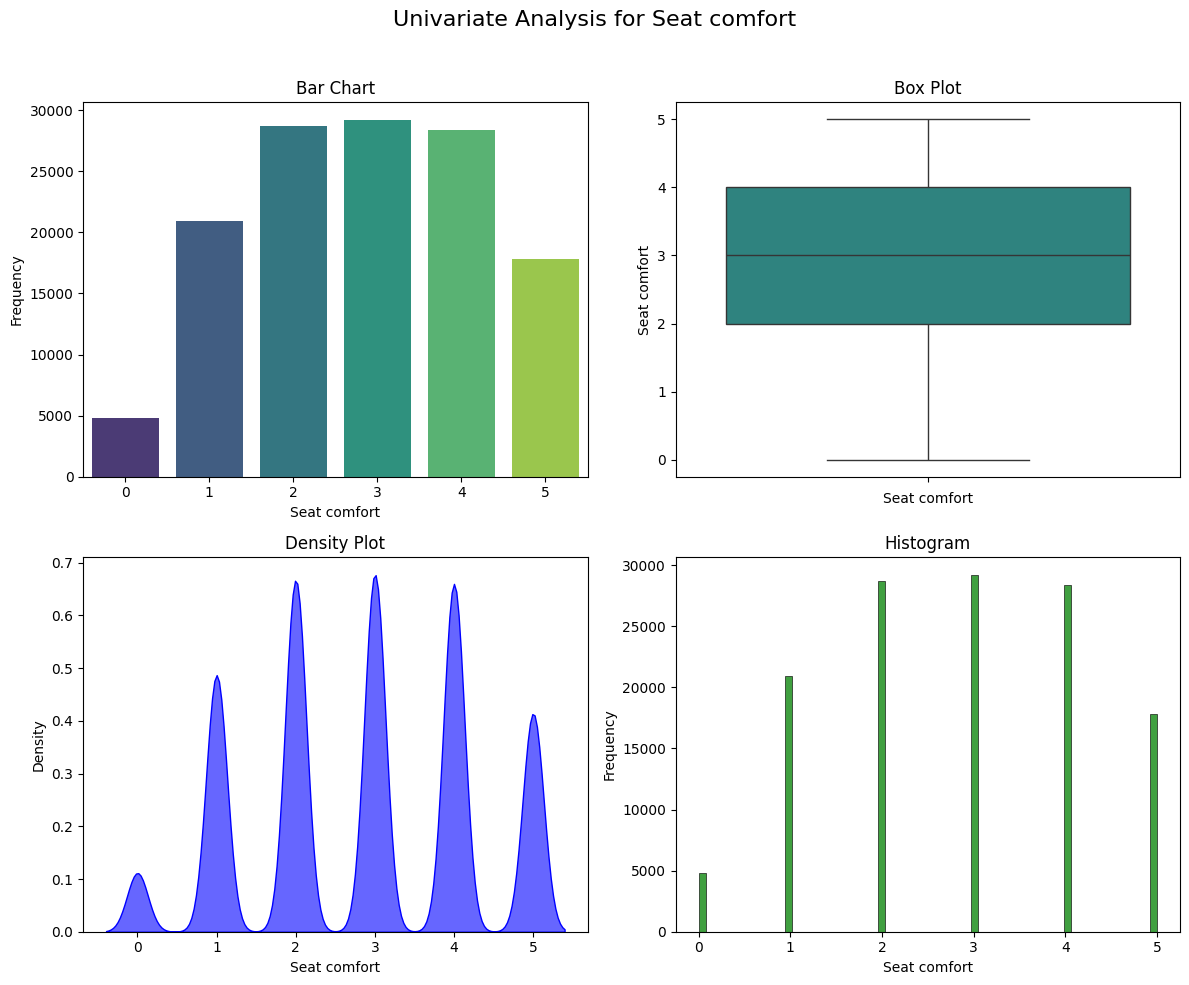 Univariate Analysis for Seat comfort
Bar Chart
Frequency
30000
25000
20000
15000
10000
5000
0
0 1 2 3 4 5
Seat comfort
Box Plot
Seat comfort
5
4
3
2
1
0
Seat comfort
Density Plot
Density
0.7
0.6
0.5
0.4
0.3
0.2
0.1
0.0
0 1 2 3 4 5
Seat comfort
Histogram
Frequency
30000
25000
20000
15000
10000
5000
0
0 1 2 3 4 5
Seat comfort